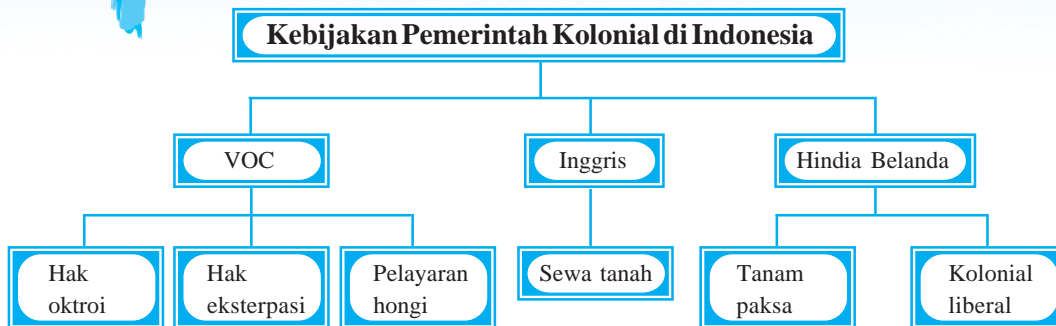 Kebijakan Pemerintah Kolonial di Indonesia
VOC
Inggris
Hindia Belanda
Hak
oktroi
Hak
eksterpasi
Pelayaran
hongi
Sewa tanah
Tanam
paksa
Kolonial
liberal